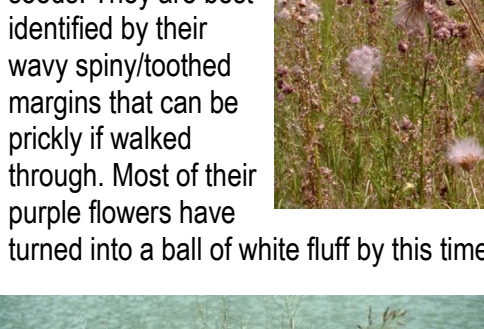 seeds. They are best
identified by their
wavy spiny/toothed
margins that can be
prickly if walked
through. Most of their
purple flowers have
turned into a ball of white fluff by this time